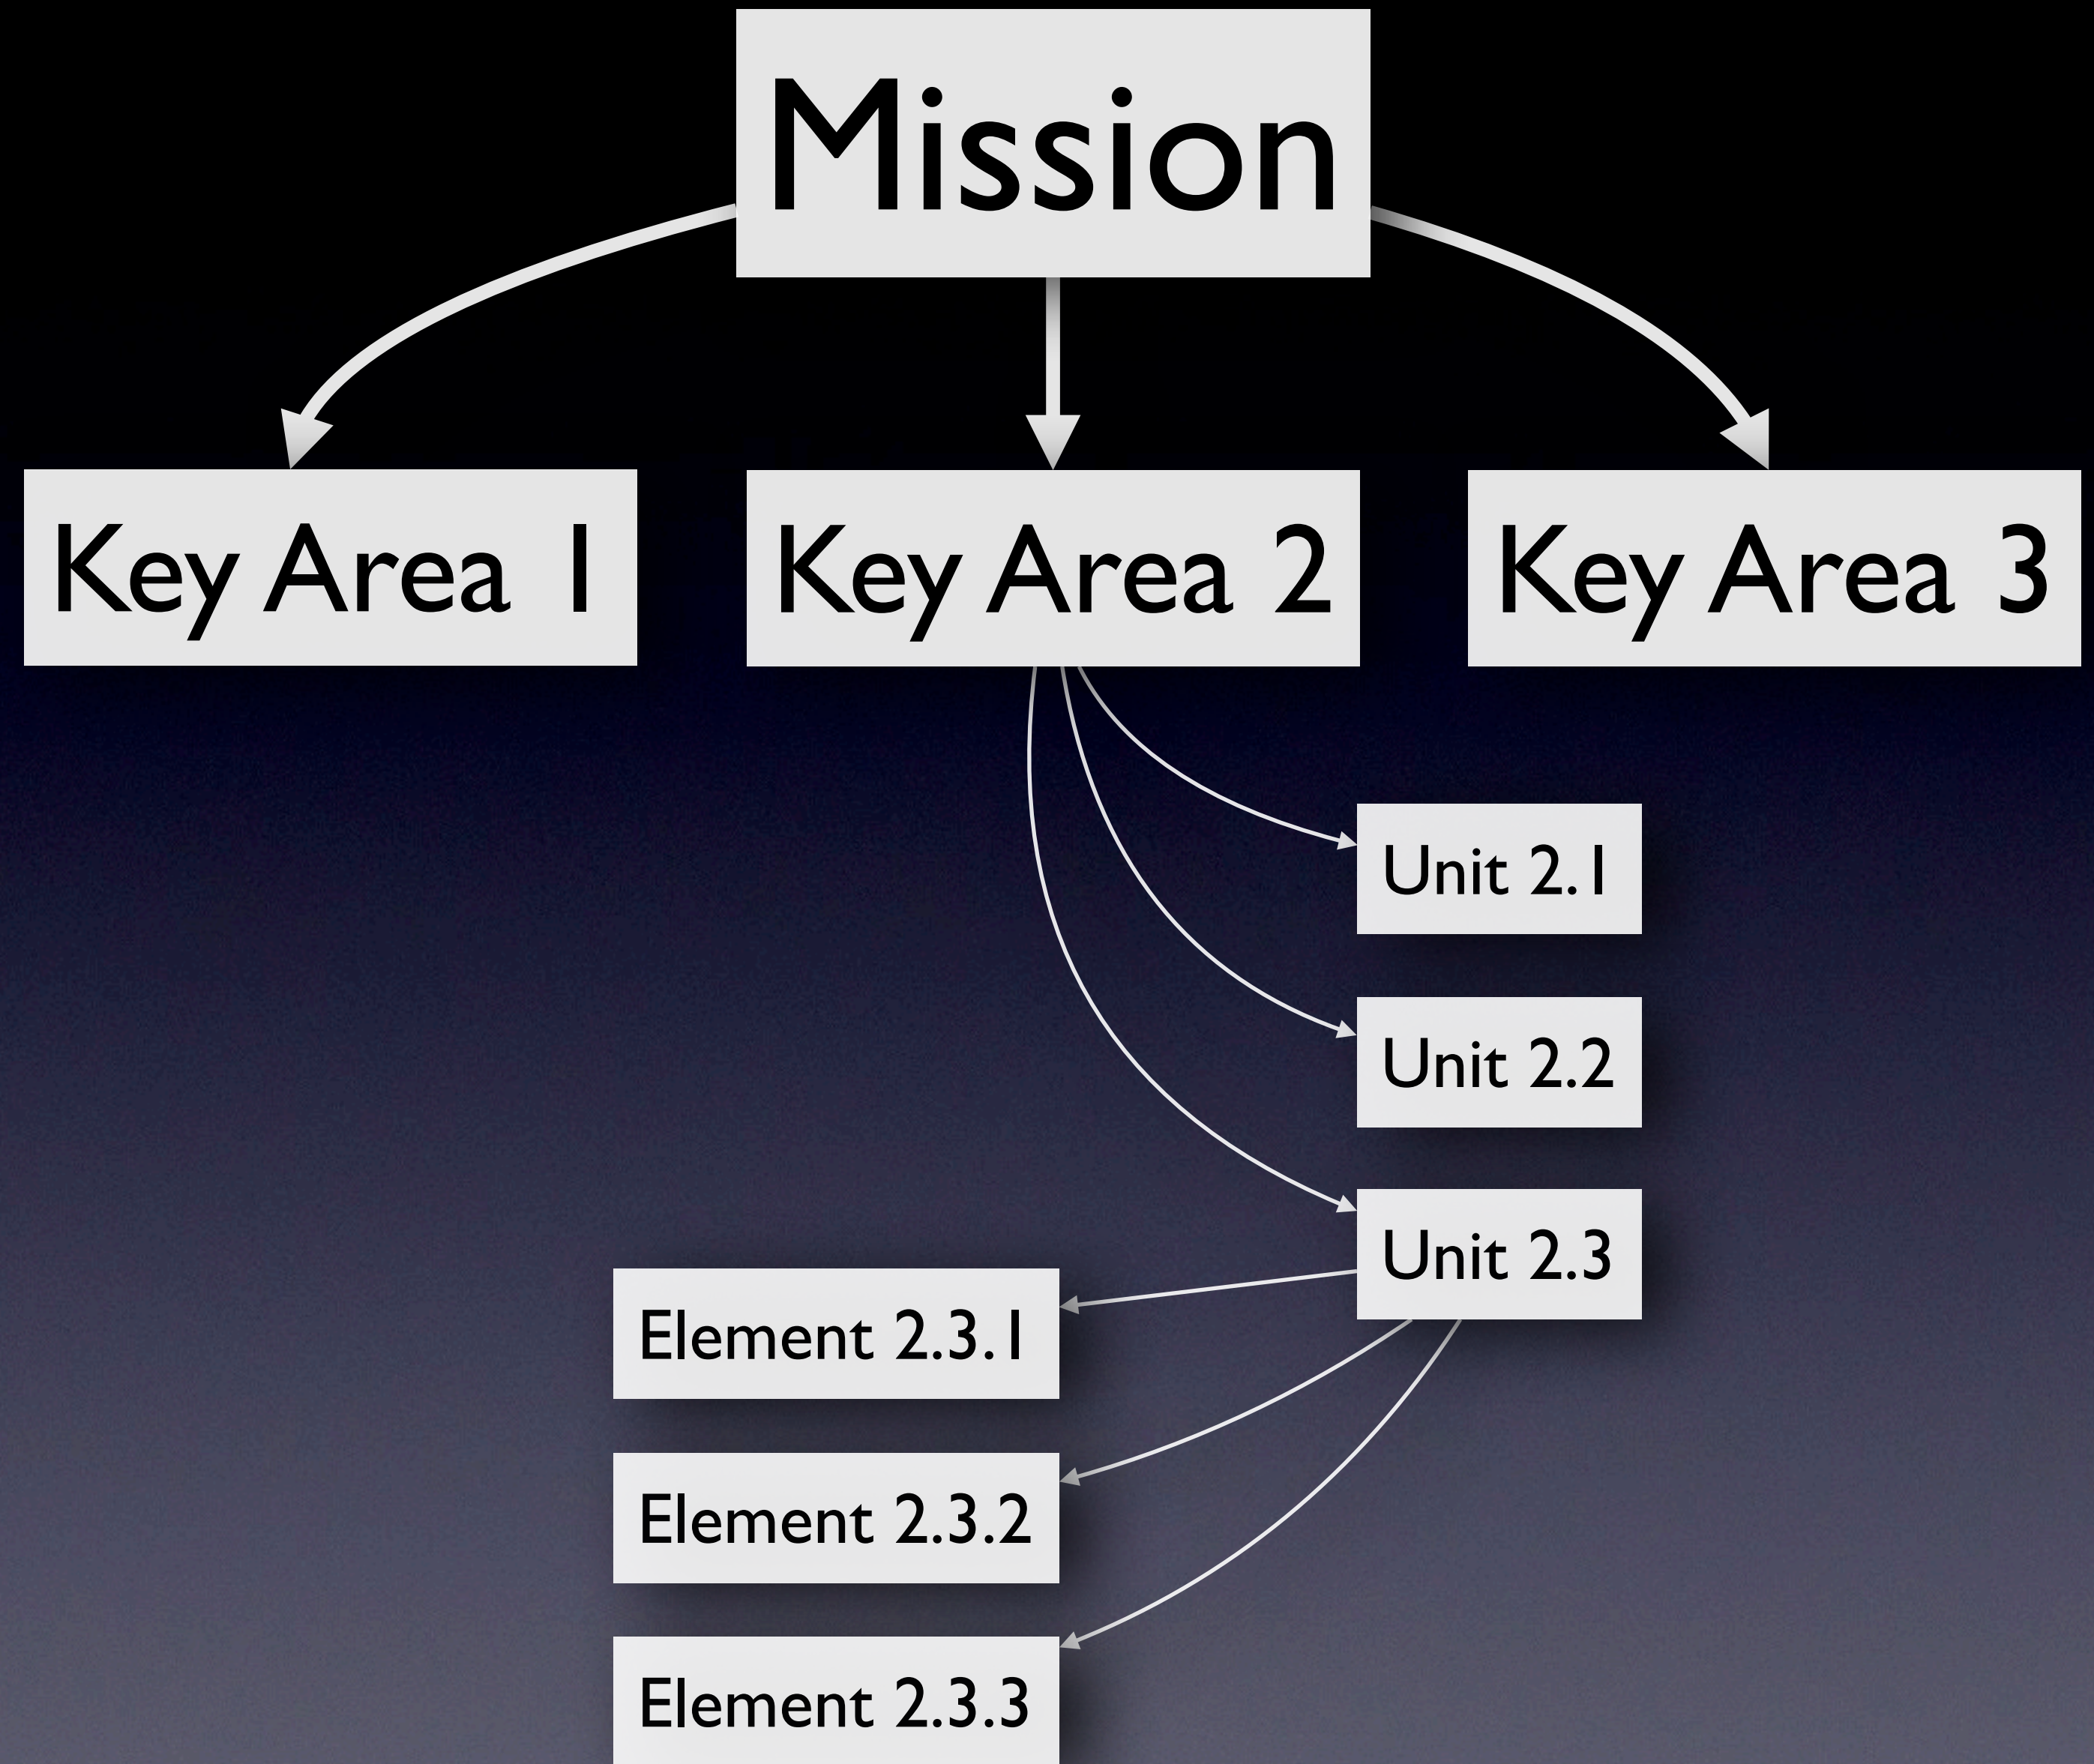 Mission
Key Area 1
Key Area 2
Key Area 3
Unit 2.1
Unit 2.2
Unit 2.3
Element 2.3.1
Element 2.3.2
Element 2.3.3